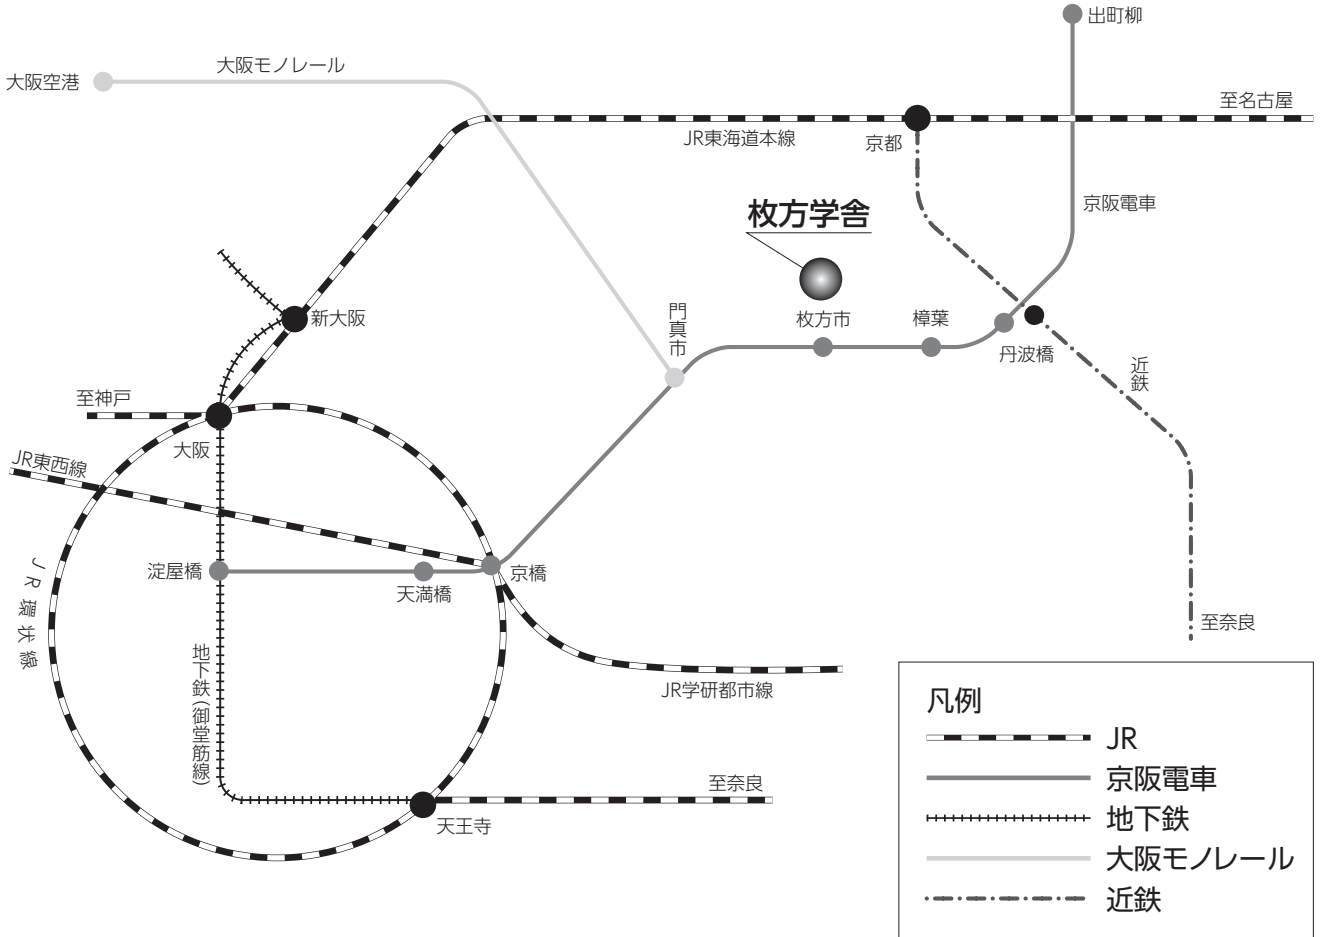 出町柳
大阪モノレール
大阪空港
至名古屋
JR東海道本線
京都
京阪電車
枚方学舎
新大阪
門真市
枚方市
樟葉
丹波橋
近鉄
至神戸
大阪
JR東西線
淀屋橋
天満橋
京橋
JR環状線
至奈良
地下鉄(御堂筋線)
JR学研都市線
至奈良
天王寺
凡例
JR
京阪電車
地下鉄
大阪モノレール
近鉄